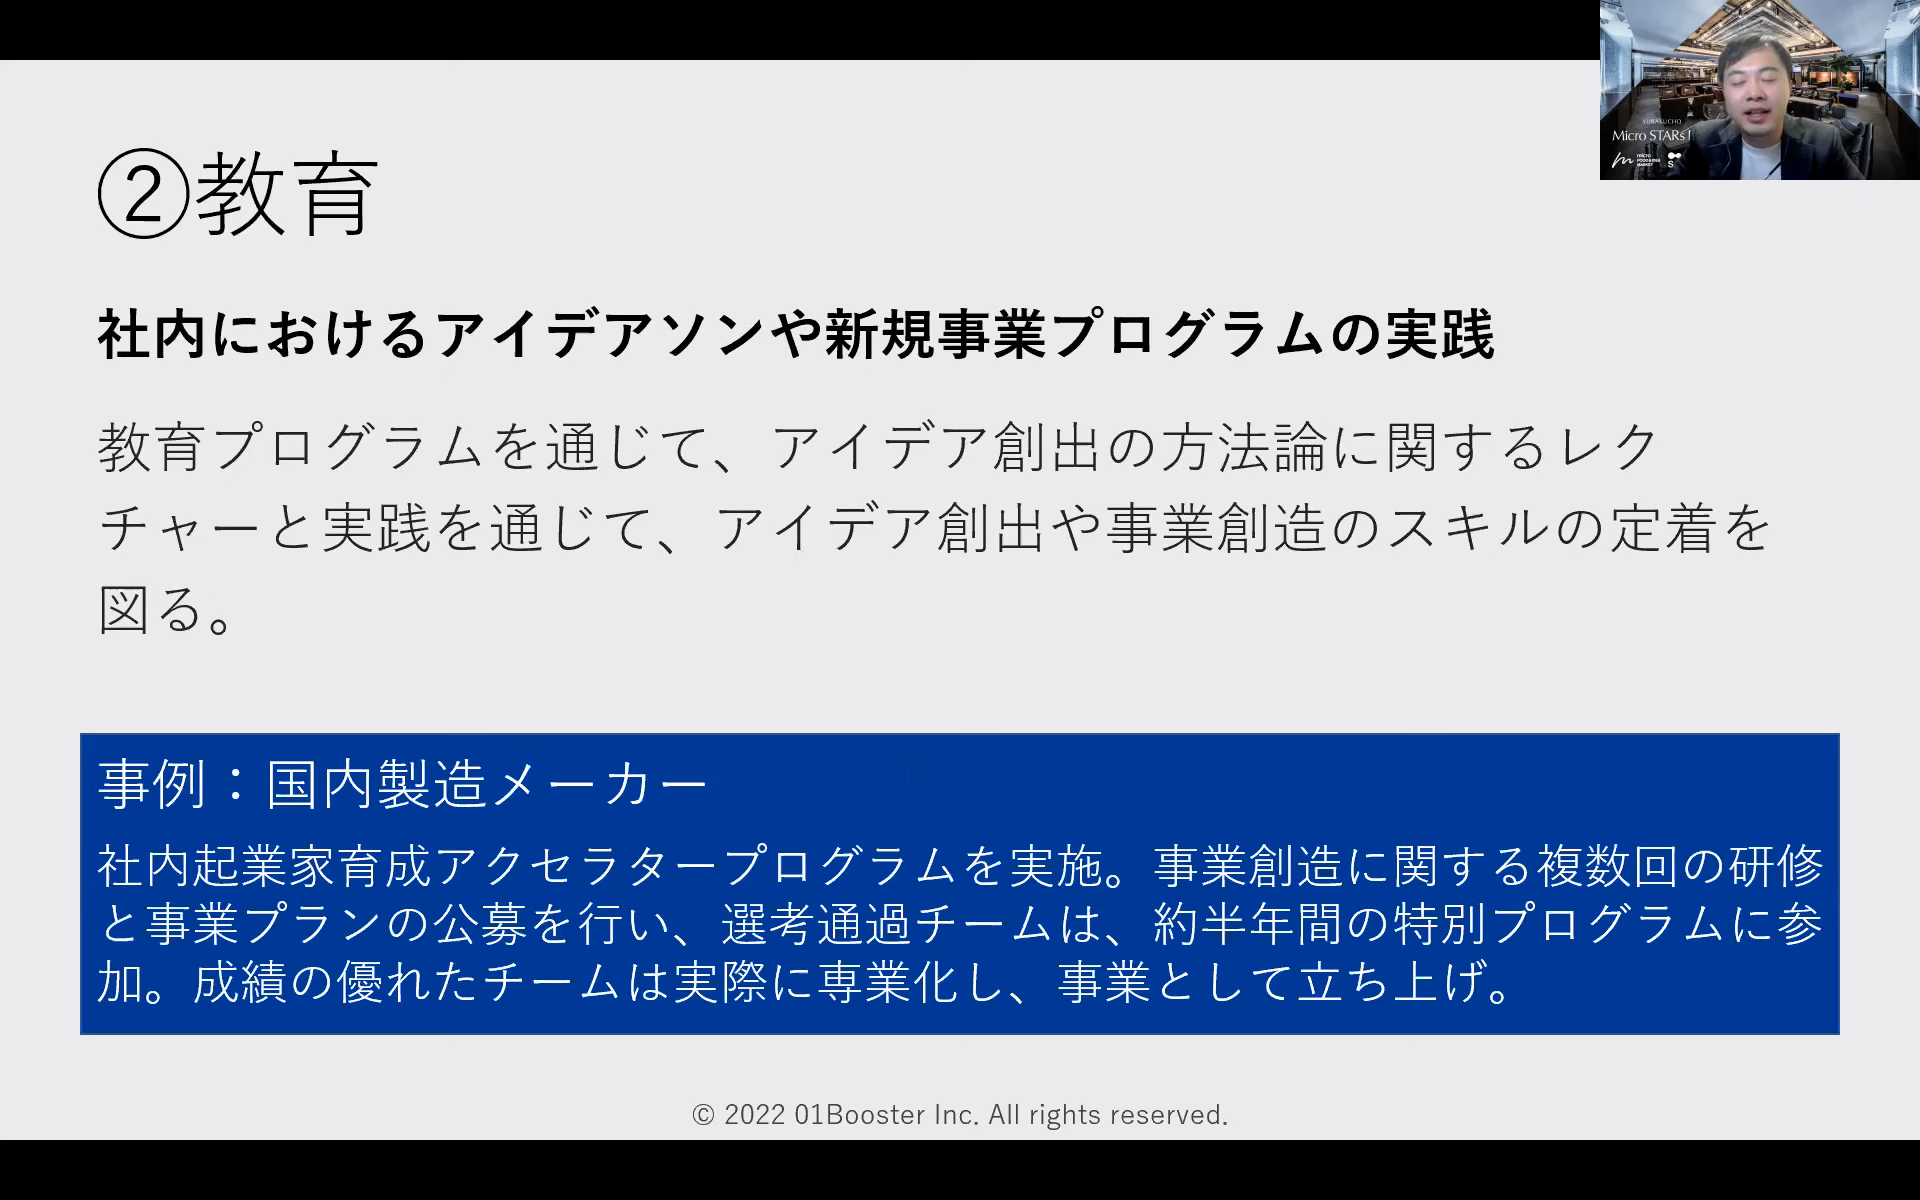 ②教育
社内におけるアイデアソンや新規事業プログラムの実践
教育プログラムを通じて、アイデア創出の方法論に関するレク
チャーと実践を通じて、アイデア創出や事業創造のスキルの定着を
図る。
事例：国内製造メーカー
社内起業家育成アクセラタープログラムを実施。事業創造に関する複数回の研修
と事業プランの公募を行い、選考通過チームは、約半年間の特別プログラムに参
加。成績の優れたチームは実際に専業化し、事業として立ち上げ。
© 2022 01Booster Inc. All rights reserved.
YURAKUCHO
Micro STARs